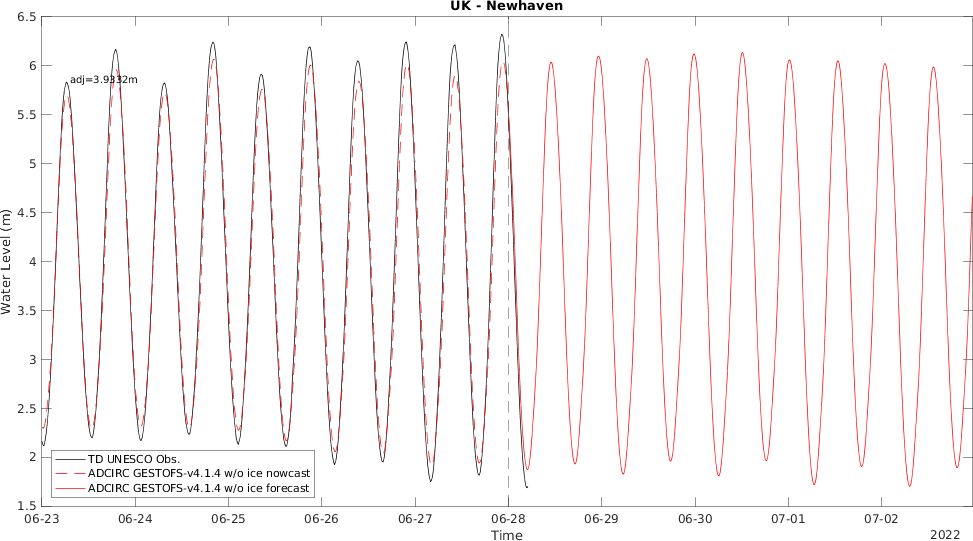 UK - Newhaven
6.5
6
5.5
5
4.5
4
3.5
3
2.5
2
1.5
Water Level (m)
adj=3.9332m
TD UNESCO Obs.
ADCIRC GESTOFS-v4.1.4 w/o ice nowcast
ADCIRC GESTOFS-v4.1.4 w/o ice forecast
06-23 06-24 06-25 06-26 06-27 06-28 06-29 06-30 07-01 07-02
Time
2022